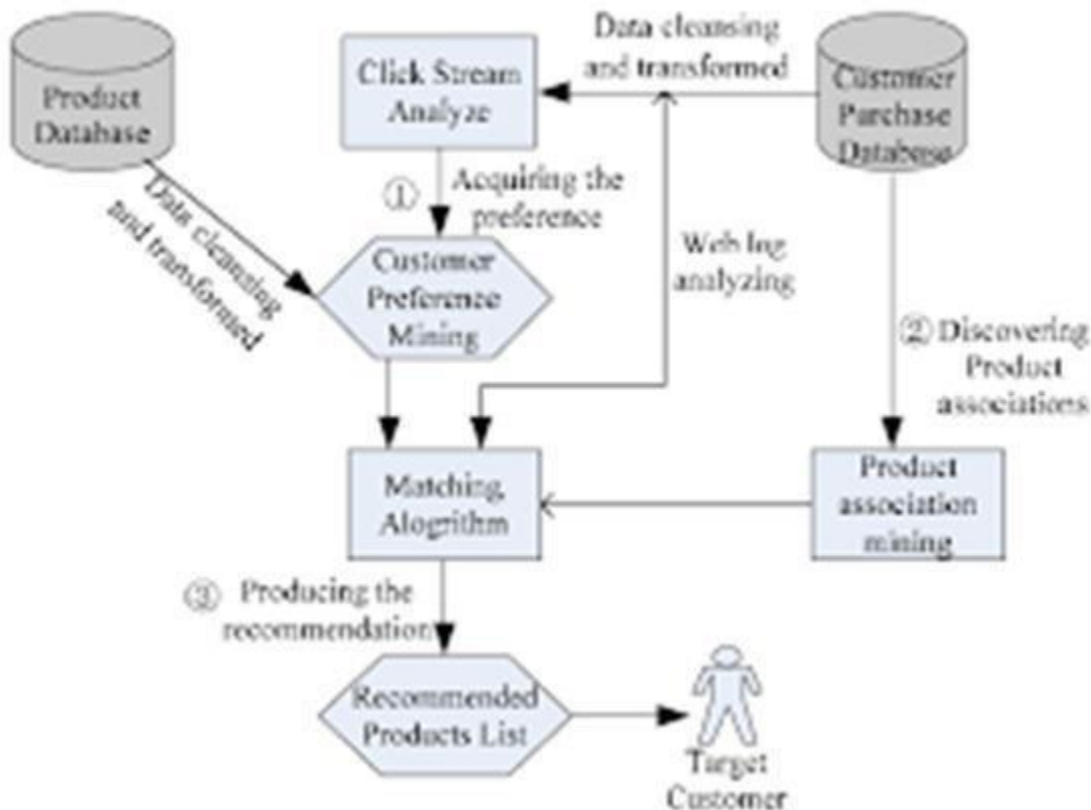 Product
Database
Click Stream
Analyze
Data cleansing
and transformed
Customer
Purchase
Database
Data cleansing
and transformed
① Acquiring the
preference
Customer
Preference
Mining
Web log
analyzing
② Discovering
Product
associations
Matching
Alogrithm
Product
association
mining
③ Producing the
recommendation
Recommended
Products List
Target
Customer